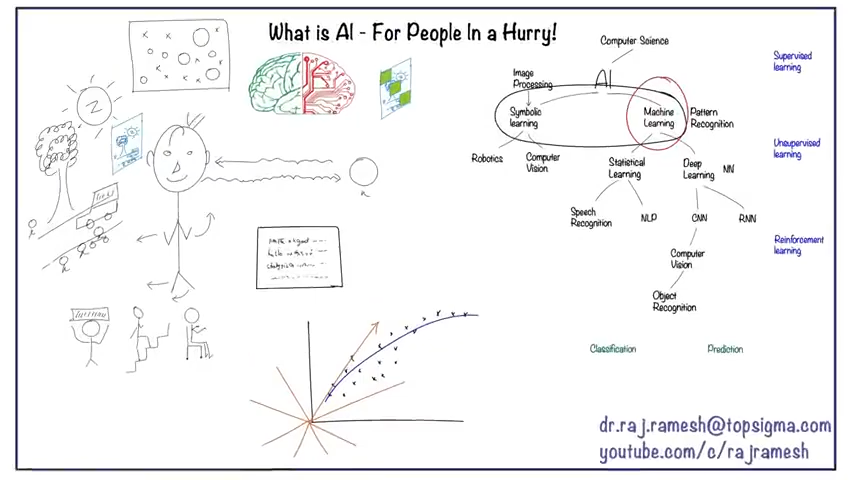 What is AI - For People In a Hurry!
Computer Science
AI
Image
Processing
Symbolic
learning
Machine
Learning
Pattern
Recognition
Robotics
Computer
Vision
Statistical
Learning
Deep
Learning
NN
Speech
Recognition
NLP
CNN
RNN
Computer
Vision
Object
Recognition
Classification
Prediction
Supervised
learning
Unsupervised
learning
Reinforcement
learning
dr.raj.ramesh@topsigma.com
youtube.com/c/rajramesh